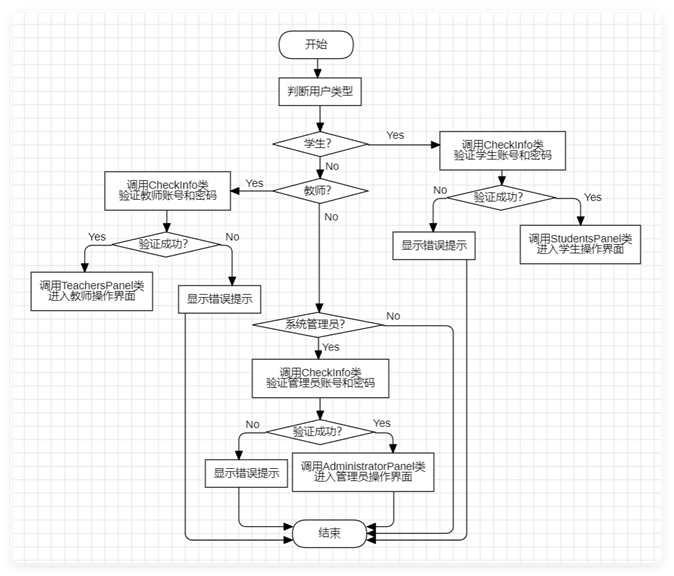 开始
判断用户类型
学生?
Yes
调用CheckInfo类
验证学生账号和密码
No
教师?
Yes
调用CheckInfo类
验证教师账号和密码
No
验证成功?
No
Yes
显示错误提示
调用StudentsPanel类
进入学生操作界面
验证成功?
Yes
No
调用TeachersPanel类
进入教师操作界面
显示错误提示
系统管理员?
No
Yes
调用CheckInfo类
验证管理员账号和密码
验证成功?
No
Yes
显示错误提示
调用AdministratorPanel类
进入管理员操作界面
结束